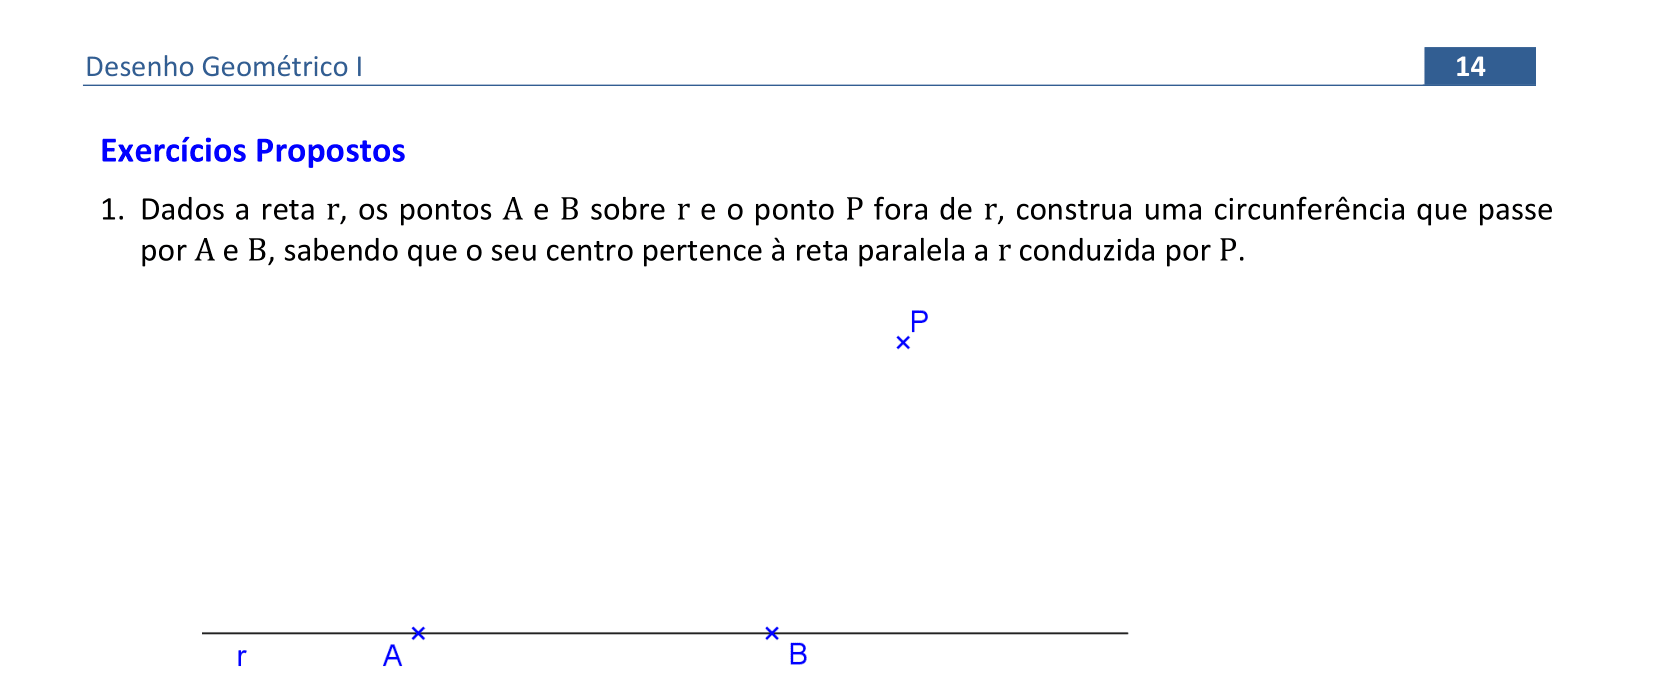 Desenho Geométrico I 14
Exercícios Propostos
1. Dados a reta r, os pontos A e B sobre r e o ponto P fora de r, construa uma circunferência que passe
por A e B, sabendo que o seu centro pertence à reta paralela a r conduzida por P.
P
r A B